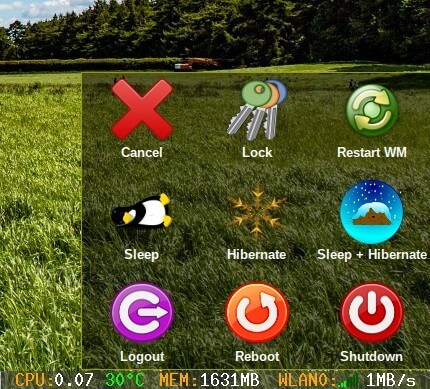 Cancel Lock Restart WM
Sleep Hibernate Sleep + Hibernate
Logout Reboot Shutdown
CPU:0.07 30°C MEM:1631MB WLAN0: 1MB/s